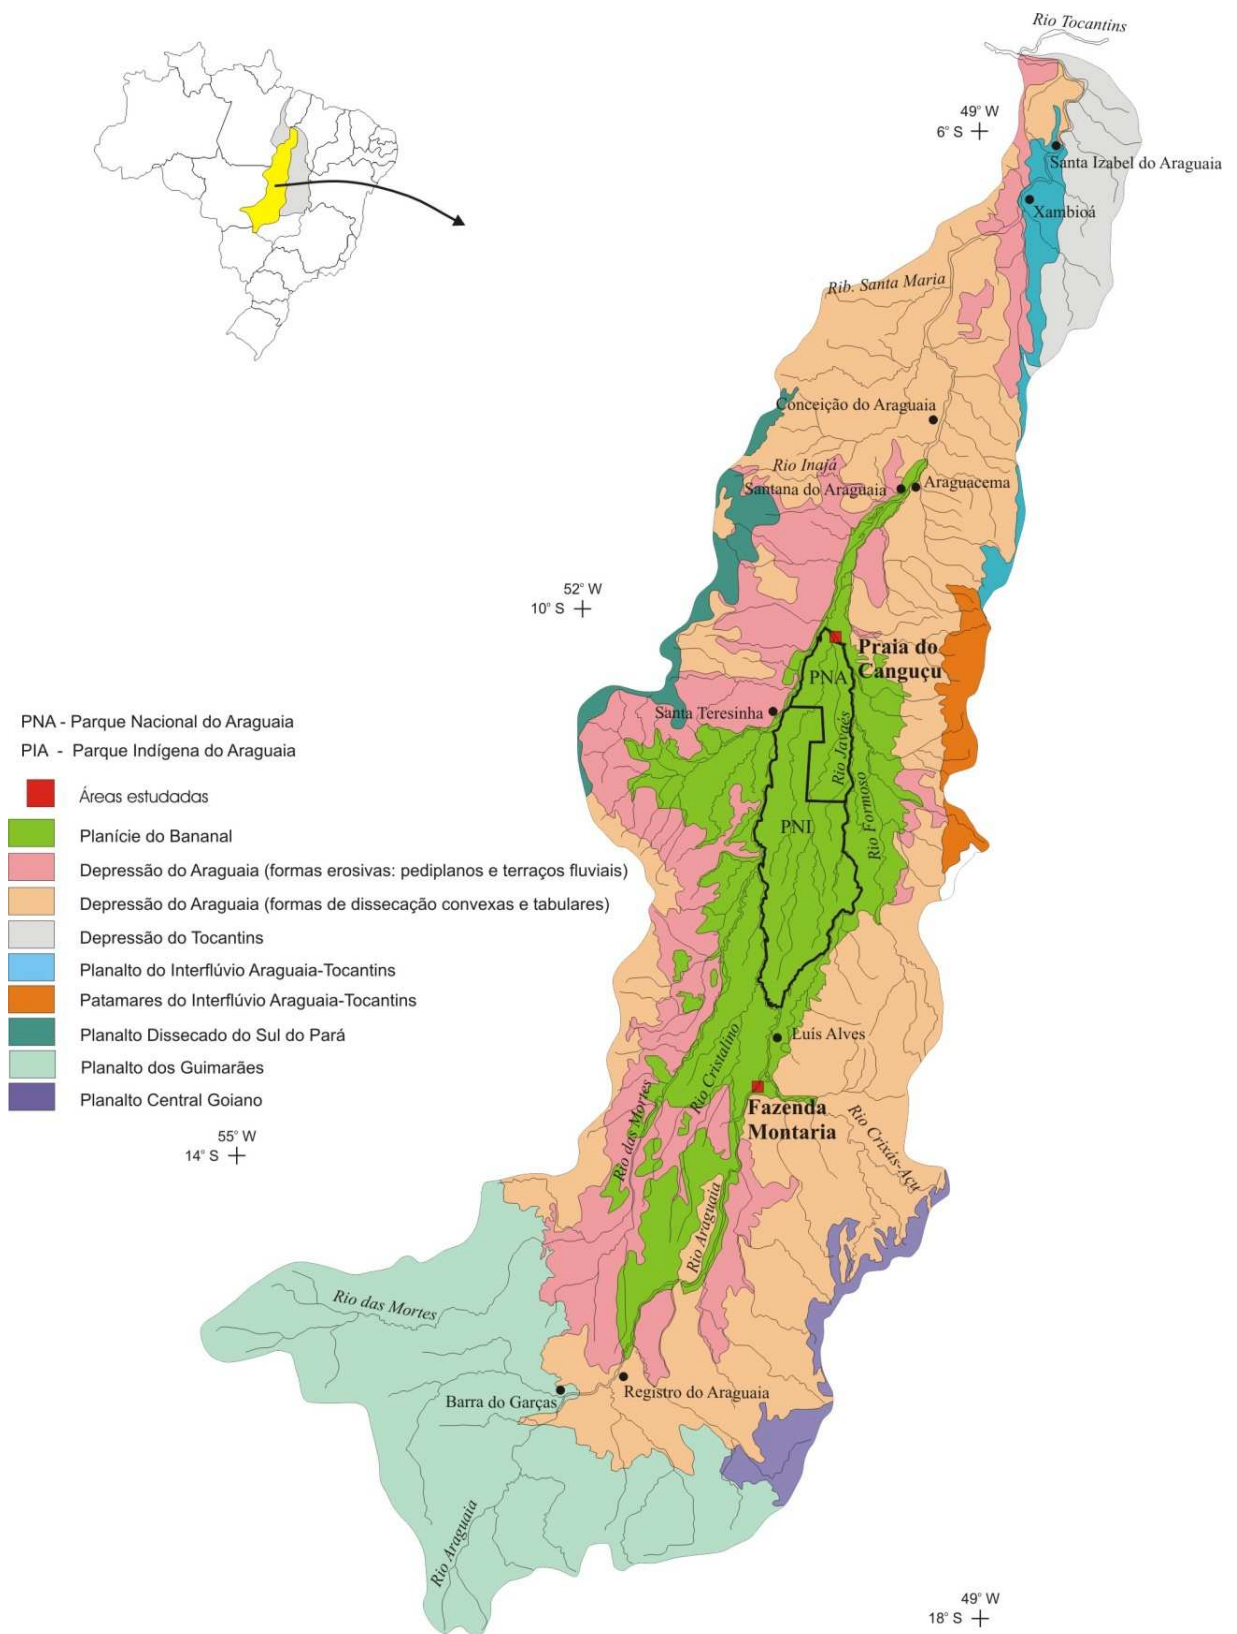 Rio Tocantins
49° W
6° S
Santa Izabel do Araguaia
Xambioá
Rib. Santa Maria
Conceição do Araguaia
Rio Inajá
Santana do Araguaia
Araguacema
52° W
10° S
Praia do
Canguçu
PNA
Santa Teresinha
Rio Javaés
Rio Formoso
PNI
PNA - Parque Nacional do Araguaia
PIA - Parque Indígena do Araguaia
Áreas estudadas
Planície do Bananal
Depressão do Araguaia (formas erosivas: pediplanos e terraços fluviais)
Depressão do Araguaia (formas de dissecação convexas e tabulares)
Depressão do Tocantins
Planalto do Interflúvio Araguaia-Tocantins
Patamares do Interflúvio Araguaia-Tocantins
Planalto Dissecado do Sul do Pará
Planalto dos Guimarães
Planalto Central Goiano
Luis Alves
Rio Cristalino
Rio das Mortes
Fazenda
Montaria
Rio Crixás-Açu
55° W
14° S
Rio Araguaia
Rio das Mortes
Barra do Garças
Registro do Araguaia
Rio Araguaia
49° W
18° S